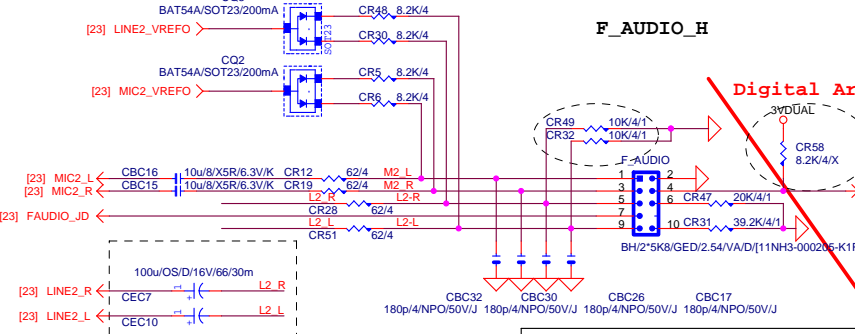 BAT54A/SOT23/200mA
CR48 8.2K/4
[23] LINE2_VREFO
CR30 8.2K/4
SOT23
F_AUDIO_H
CQ2
BAT54A/SOT23/200mA
CR5 8.2K/4
[23] MIC2_VREFO
CR6 8.2K/4
Digital Ar
3VDUAL
CR49 10K/4/1
CR32 10K/4/1
CR58
8.2K/4/X
F_AUDIO
[23] MIC2_L CBC16 10u/8/X5R/6.3V/K CR12 62/4 M2_L 1 2
[23] MIC2_R CBC15 10u/8/X5R/6.3V/K CR19 62/4 M2_R 3 4
L2_R L2-R 5 6 CR47 20K/4/1
[23] FAUDIO_JD CR28 62/4 7
L2_L L2-L 9 10 CR31 39.2K/4/1
CR51 62/4
BH/2*5K8/GED/2.54/VA/D/[11NH3-000205-K1F
100u/OS/D/16V/66/30m
[23] LINE2_R 1 + L2_R
CEC7
[23] LINE2_L 1 + L2_L
CEC10
CBC32 CBC30 CBC26 CBC17
180p/4/NPO/50V/J 180p/4/NPO/50V/J 180p/4/NPO/50V/J 180p/4/NPO/50V/J